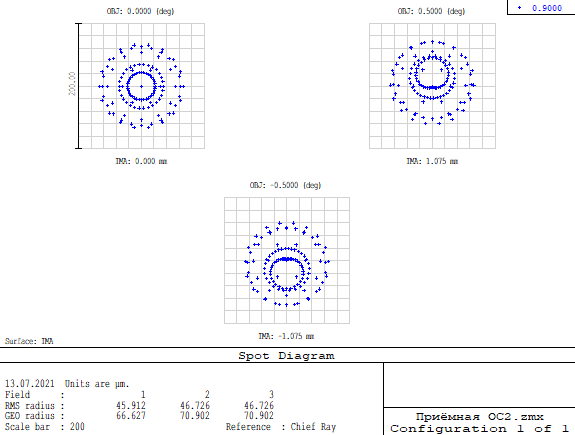 OBJ: 0.0000 (deg)
OBJ: 0.5000 (deg)
0.9000
200.00
IMA: 0.000 mm
IMA: 1.075 mm
OBJ: -0.5000 (deg)
IMA: -1.075 mm
Surface: IMA
Spot Diagram
13.07.2021 Units are µm.
Field : 1 2 3
RMS radius : 45.912 46.726 46.726
GEO radius : 66.627 70.902 70.902
Scale bar : 200 Reference : Chief Ray
Приёмная ОС2.zmx
Configuration 1 of 1